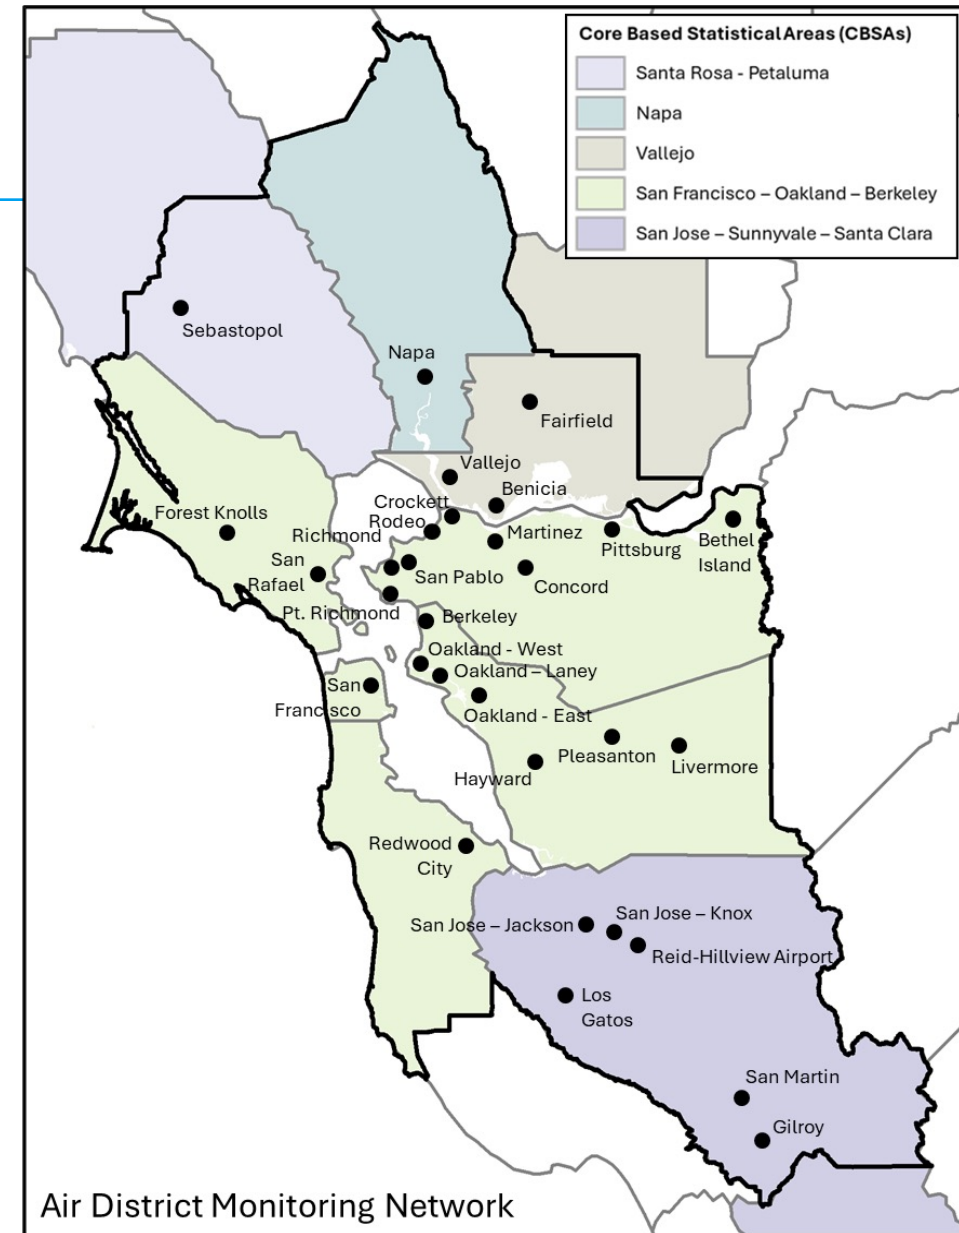 Core Based Statistical Areas (CBSAs)
Santa Rosa - Petaluma
Napa
Vallejo
San Francisco – Oakland – Berkeley
San Jose – Sunnyvale – Santa Clara
Sebastopol
Napa
Fairfield
Vallejo
Benicia
Crockett
Rodeo
Richmond
Martinez
Pittsburg
Bethel
Island
Forest Knolls
San
Rafael
San Pablo
Concord
Pt. Richmond
Berkeley
Oakland - West
Oakland – Laney
San
Francisco
Oakland - East
Pleasanton
Livermore
Hayward
Redwood
City
San Jose – Jackson
San Jose – Knox
Reid-Hillview Airport
Los
Gatos
San Martin
Gilroy
Air District Monitoring Network